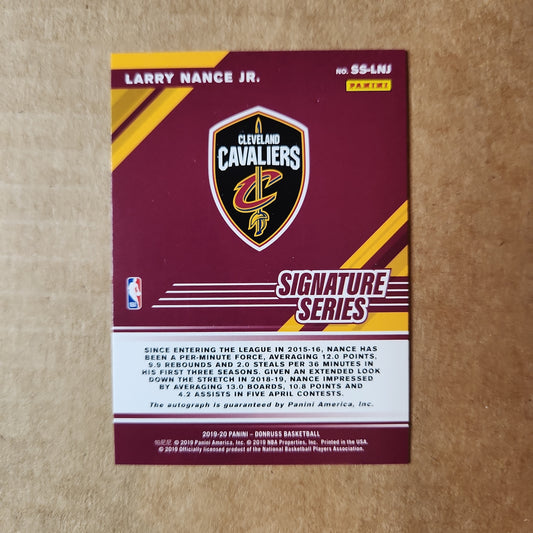 LARRY NANCE JR.
NO. SS-LNJ
PANINI
CLEVELAND
CAVALIERS
C
SIGNATURE
SERIES
SINCE ENTERING THE LEAGUE IN 2015-16, NANCE HAS
BEEN A PER-MINUTE FORCE, AVERAGING 12.0 POINTS,
9.9 REBOUNDS AND 2.0 STEALS PER 36 MINUTES IN
HIS FIRST THREE SEASONS. GIVEN AN EXTENDED LOOK
DOWN THE STRETCH IN 2018-19, NANCE IMPRESSED
BY AVERAGING 13.0 BOARDS, 10.8 POINTS AND
4.2 ASSISTS IN FIVE APRIL CONTESTS.
The autograph is guaranteed by Panini America, Inc.
2019-20 PANINI - DONRUSS BASKETBALL
© 2019 Panini America, Inc. © 2019 NBA Properties, Inc. Printed in the USA.
© 2019 Officially licensed product of the National Basketball Players Association.